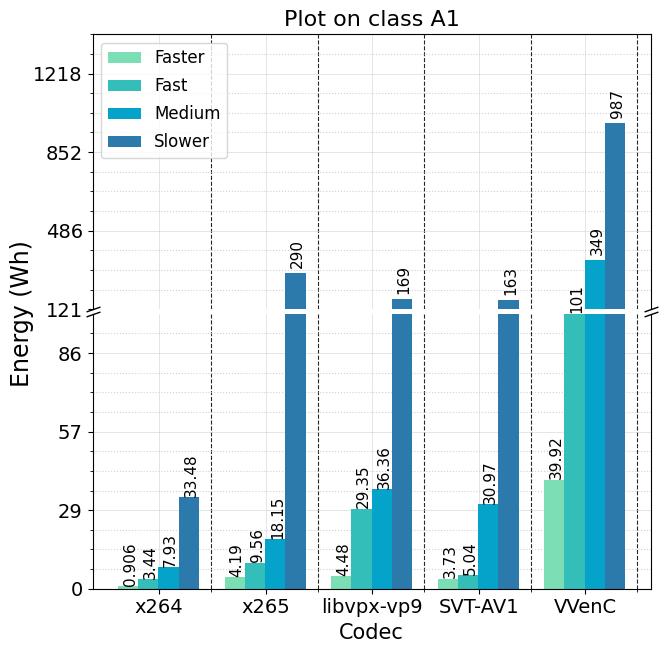 Plot on class A1
Faster
Fast
Medium
Slower
Energy (Wh)
1218
852
486
121
86
57
29
0
0.906
3.44
7.93
33.48
4.19
9.56
18.15
290
4.48
29.35
36.36
169
3.73
5.04
30.97
163
39.92
101
349
987
x264
x265
libvpx-vp9
SVT-AV1
VVenC
Codec